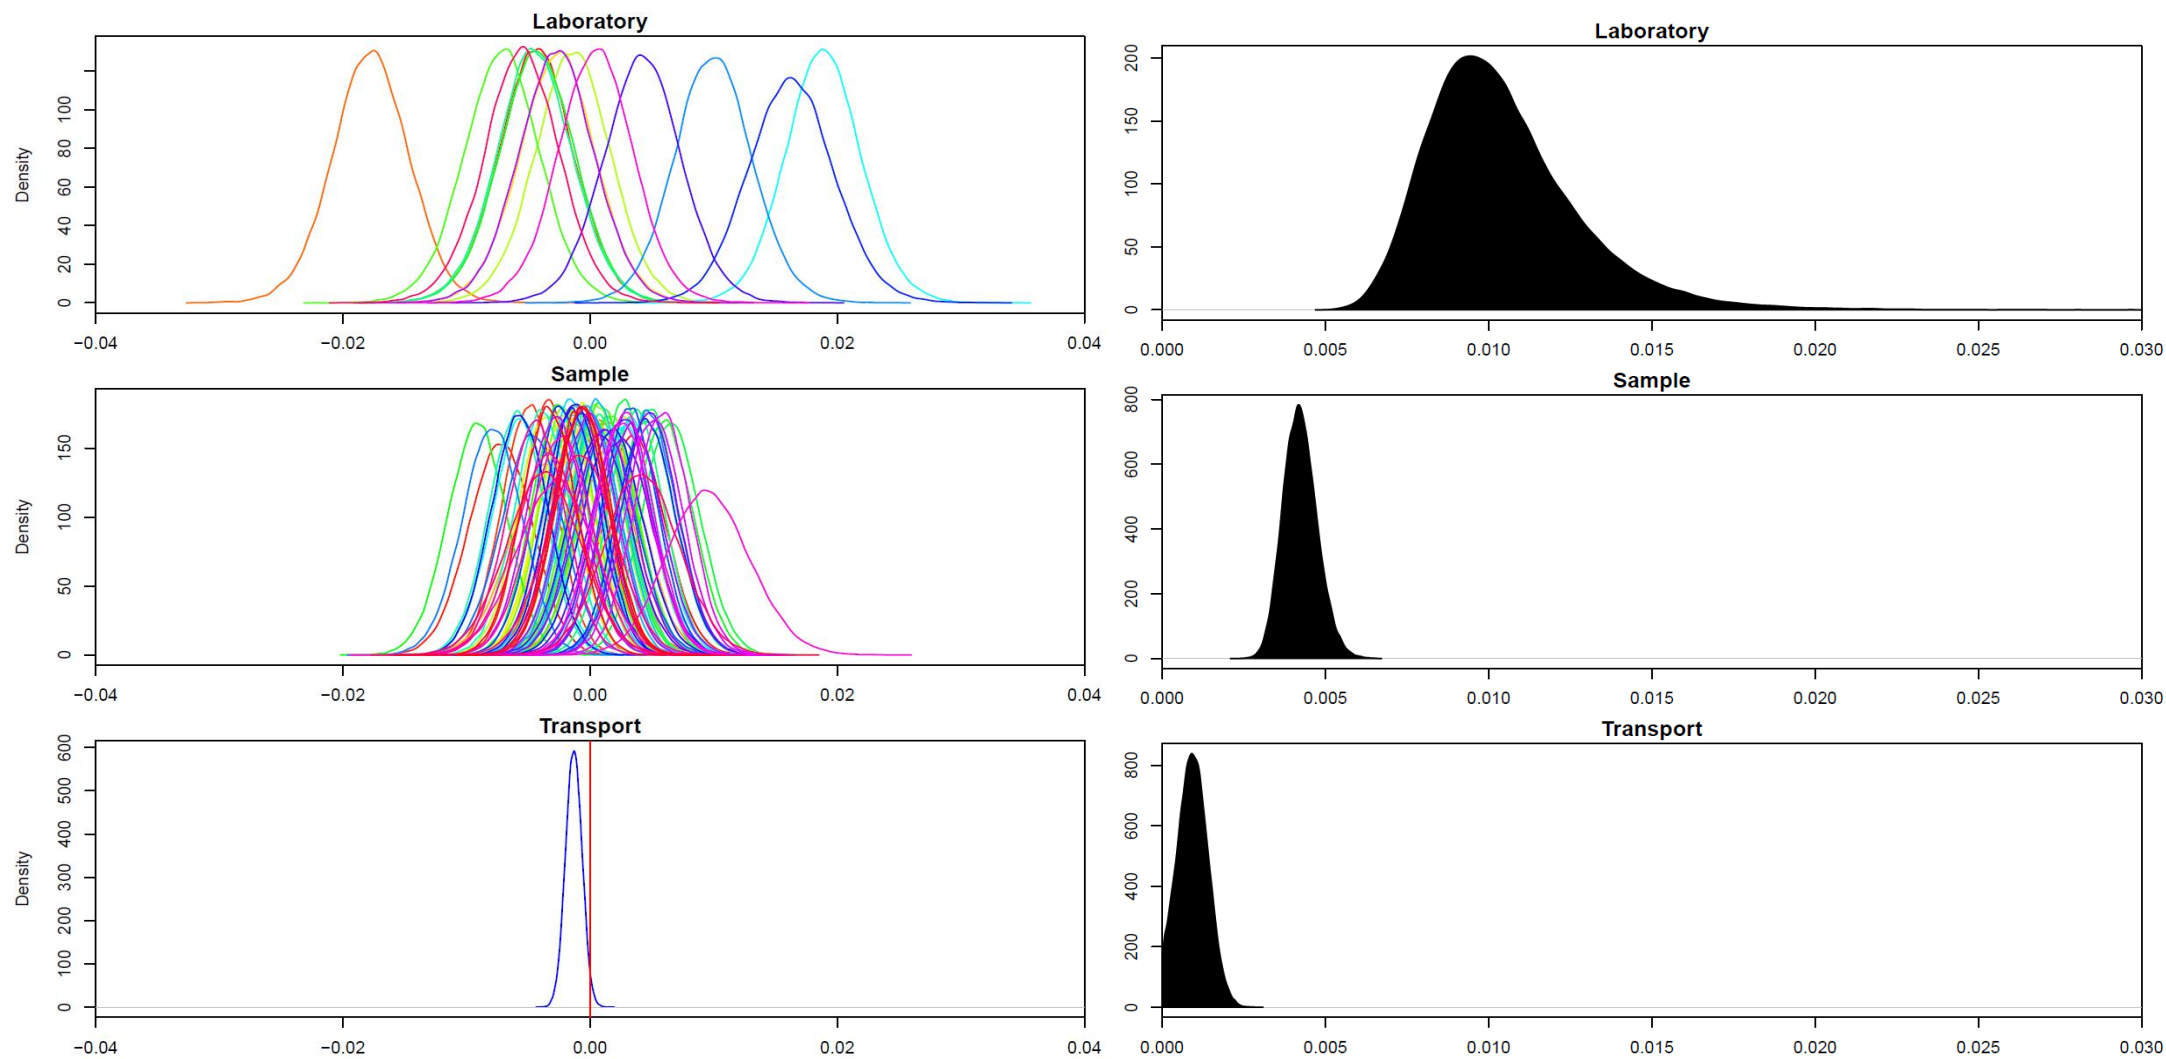 Laboratory
Density
0 20 40 60 80 100
−0.04 −0.02 0.00 0.02 0.04
Laboratory
0 50 100 150 200
0.000 0.005 0.010 0.015 0.020 0.025 0.030
Sample
Density
0 50 100 150
−0.04 −0.02 0.00 0.02 0.04
Sample
0 200 400 600 800
0.000 0.005 0.010 0.015 0.020 0.025 0.030
Transport
Density
0 100 200 300 400 500 600
−0.04 −0.02 0.00 0.02 0.04
Transport
0 200 400 600 800
0.000 0.005 0.010 0.015 0.020 0.025 0.030